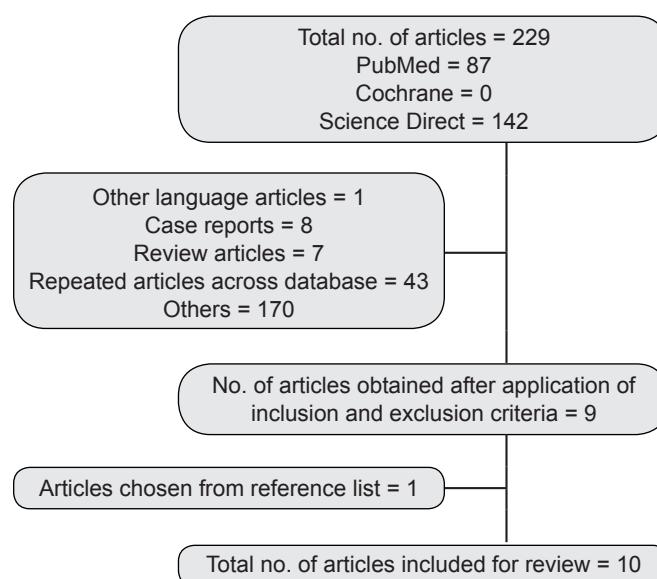 Total no. of articles = 229
PubMed = 87
Cochrane = 0
Science Direct = 142
Other language articles = 1
Case reports = 8
Review articles = 7
Repeated articles across database = 43
Others = 170
No. of articles obtained after application of
inclusion and exclusion criteria = 9
Articles chosen from reference list = 1
Total no. of articles included for review = 10